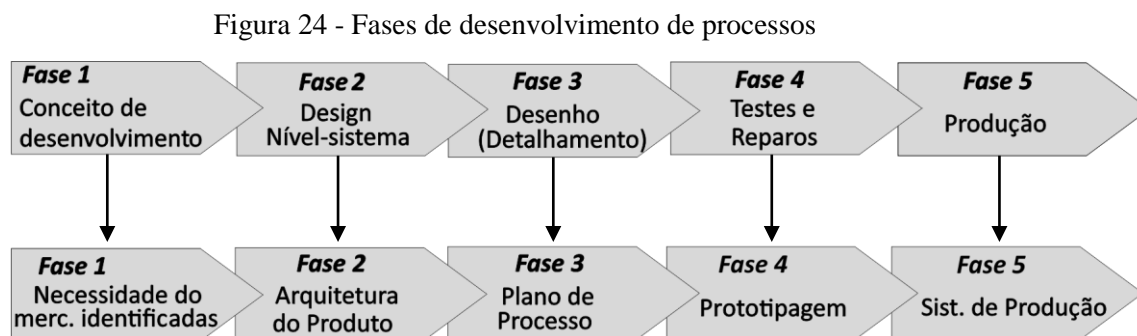 Figura 24 - Fases de desenvolvimento de processos
Fase 1
Conceito de
desenvolvimento
Fase 2
Design
Nível-sistema
Fase 3
Desenho
(Detalhamento)
Fase 4
Testes e
Reparos
Fase 5
Produção
Fase 1
Necessidade do
merc. identificadas
Fase 2
Arquitetura
do Produto
Fase 3
Plano de
Processo
Fase 4
Prototipagem
Fase 5
Sist. de Produção